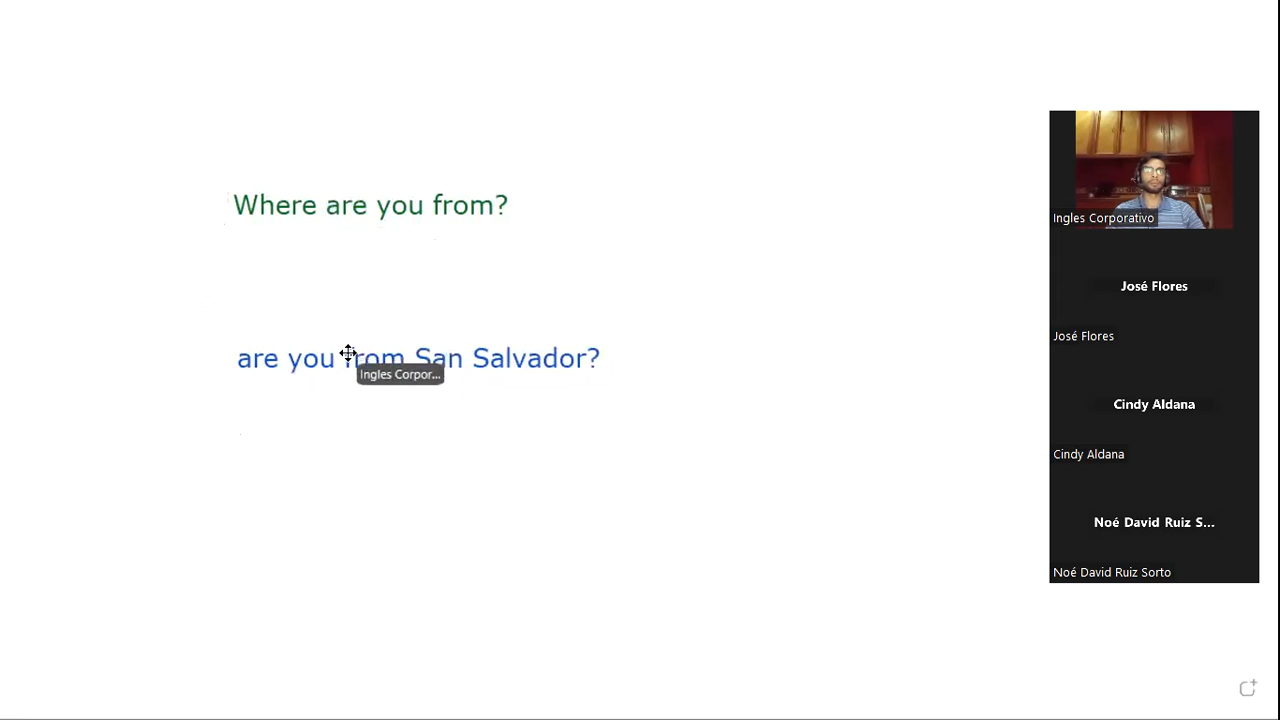 Where are you from?
are you from San Salvador?
Ingles Corpor...
Ingles Corporativo
José Flores
José Flores
Cindy Aldana
Cindy Aldana
Noé David Ruiz S...
Noé David Ruiz Sorto